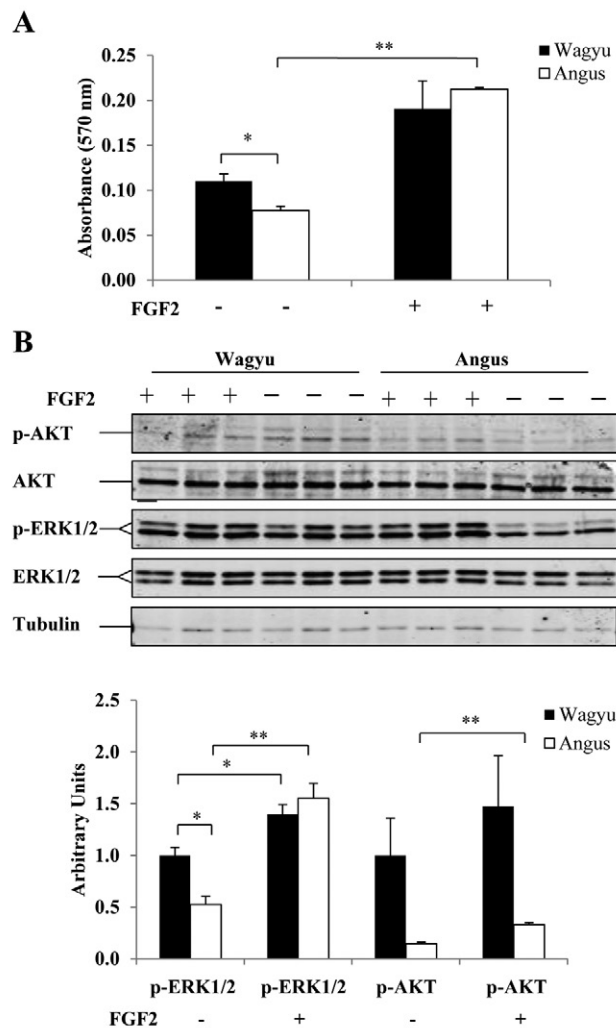 A
**
Wagyu
Angus
0.25
0.20
0.15
0.10
0.05
0.00
Absorbance (570 nm)
*
FGF2 - - + +
B
Wagyu Angus
FGF2 + + + — — — + + + — — —
p-AKT
AKT
p-ERK1/2
ERK1/2
Tubulin
2.5
2.0
1.5
1.0
0.5
0.0
Arbitrary Units
Wagyu
Angus
** **
*
*
p-ERK1/2 p-ERK1/2 p-AKT p-AKT
FGF2 - + - +